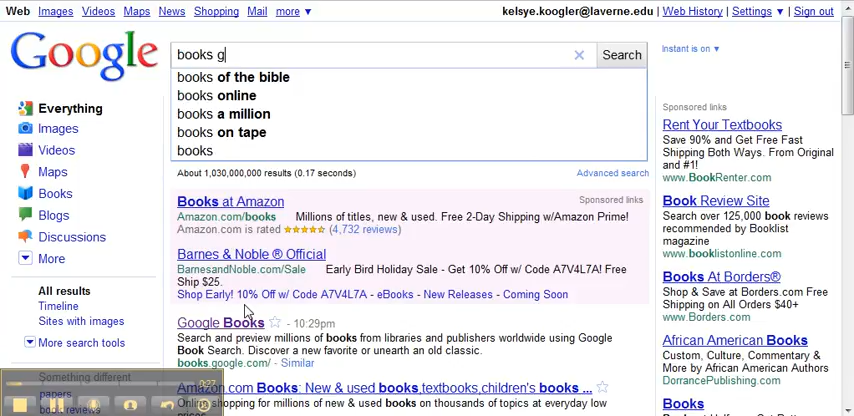 Web Images Videos Maps News Shopping Mail more ▼
kelsye.koogler@laverne.edu | Web History | Settings ▼ | Sign out
Google
books g
Search
Instant is on ▼
books of the bible
books online
books a million
books on tape
books
Everything
Images
Videos
Maps
Books
Blogs
Discussions
More
All results
Timeline
Sites with images
More search tools
Something different
papers
book reviews
0:27
About 1,030,000,000 results (0.17 seconds)
Advanced search
Books at Amazon
Sponsored links
Amazon.com/books Millions of titles, new & used. Free 2-Day Shipping w/Amazon Prime!
Amazon.com is rated ★★★★★ (4,732 reviews)
Barnes & Noble ® Official
BarnesandNoble.com/Sale Early Bird Holiday Sale - Get 10% Off w/ Code A7V4L7A! Free
Ship $25.
Shop Early! 10% Off w/ Code A7V4L7A - eBooks - New Releases - Coming Soon
Google Books - 10:29pm
Search and preview millions of books from libraries and publishers worldwide using Google
Book Search. Discover a new favorite or unearth an old classic.
books.google.com/ - Similar
Amazon.com Books: New & used books,textbooks,children's books ...
Online shopping for millions of new & used books on thousands of topics at everyday low
Sponsored links
Rent Your Textbooks
Save 90% and Get Free Fast
Shipping Both Ways. From Original
and #1!
www.BookRenter.com
Book Review Site
Search over 125,000 book reviews
recommended by Booklist
magazine
www.booklistonline.com
Books At Borders®
Shop & Save at Borders.com Free
Shipping on All Orders $40+
www.Borders.com
African American Books
Custom, Culture, Commentary &
More by African American Authors
DorrancePublishing.com
Books